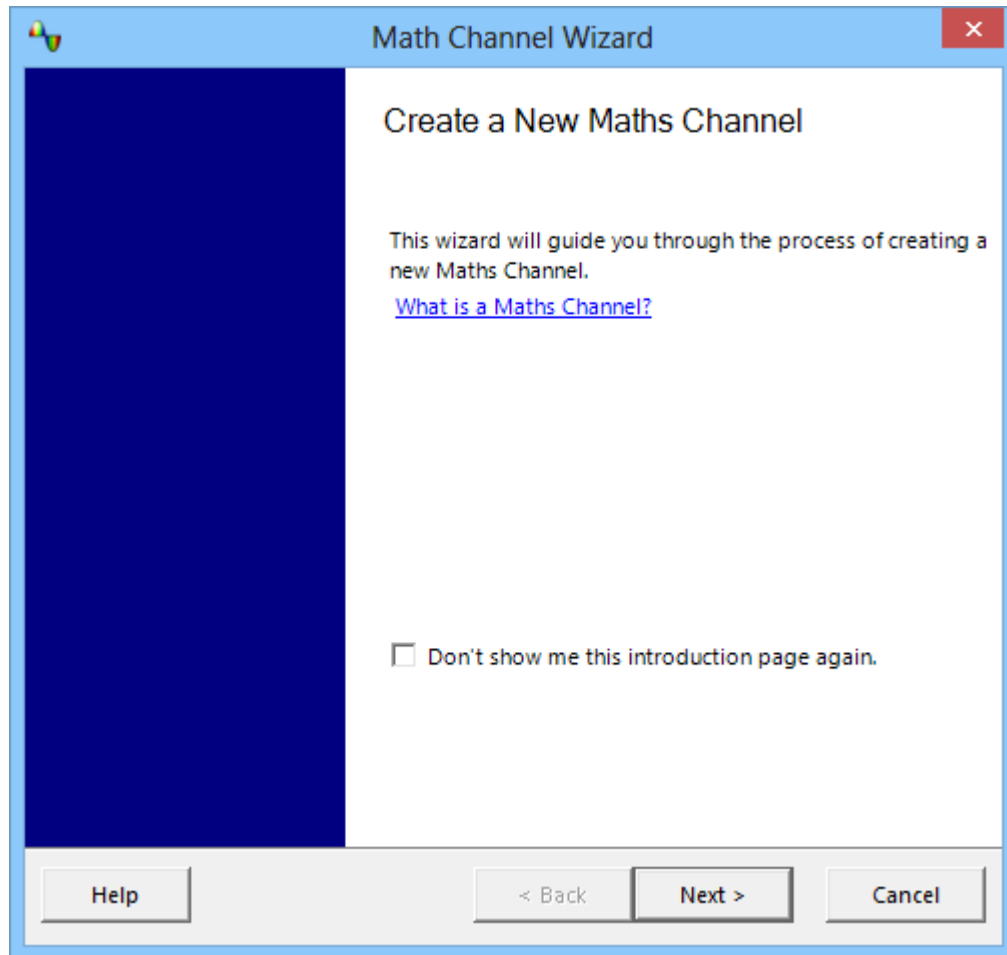 Math Channel Wizard
Create a New Maths Channel
This wizard will guide you through the process of creating a
new Maths Channel.
What is a Maths Channel?
Don't show me this introduction page again.
Help
< Back
Next >
Cancel